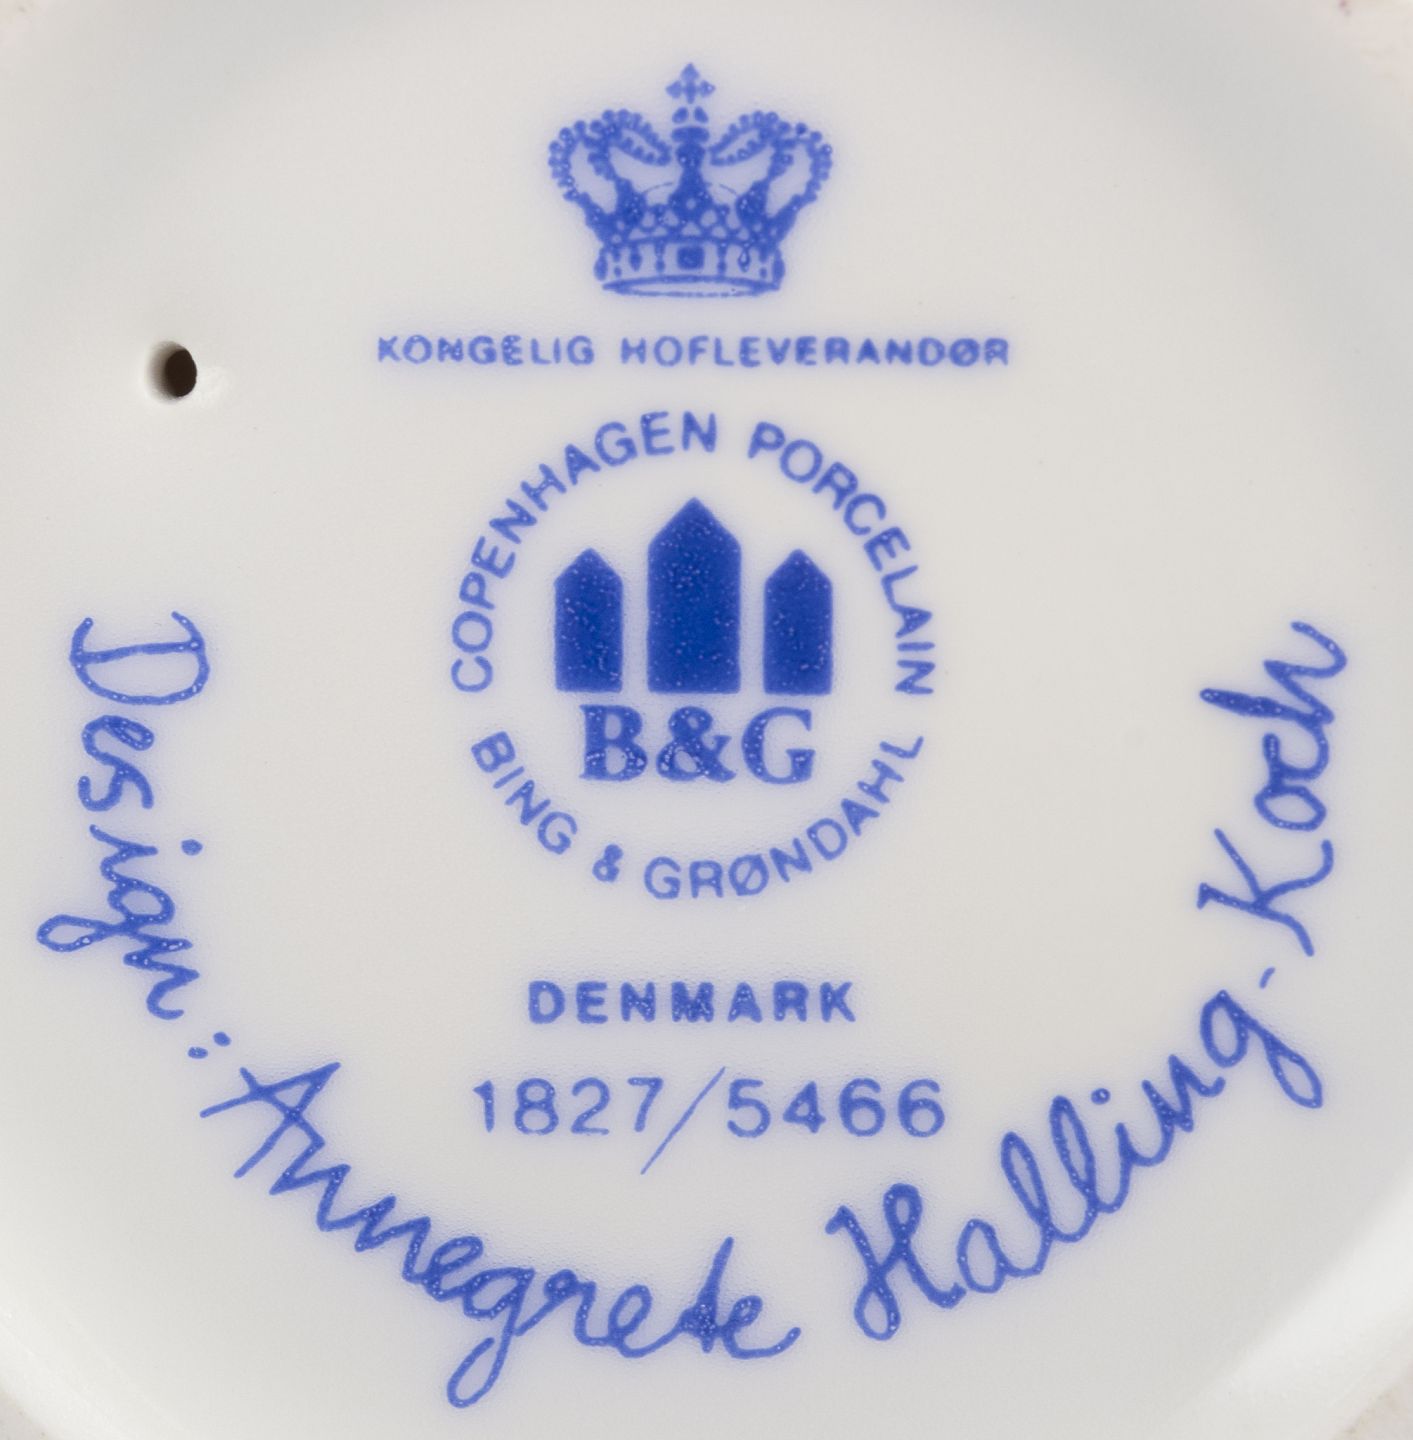 KONGELIG HOFLEVERANDØR
COPENHAGEN PORCELAIN
B&G
BING & GRØNDAHL
DENMARK
1827/5466
Design: Annegrete Halling-Koch